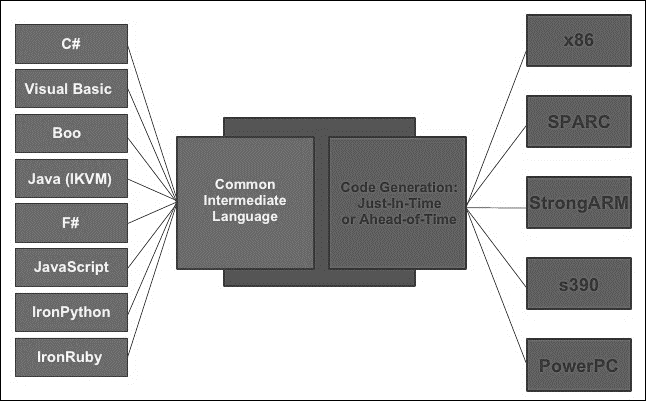 C#
Visual Basic
Boo
Java (IKVM)
F#
JavaScript
IronPython
IronRuby
Common
Intermediate
Language
Code Generation:
Just-In-Time
or Ahead-of-Time
x86
SPARC
StrongARM
s390
PowerPC